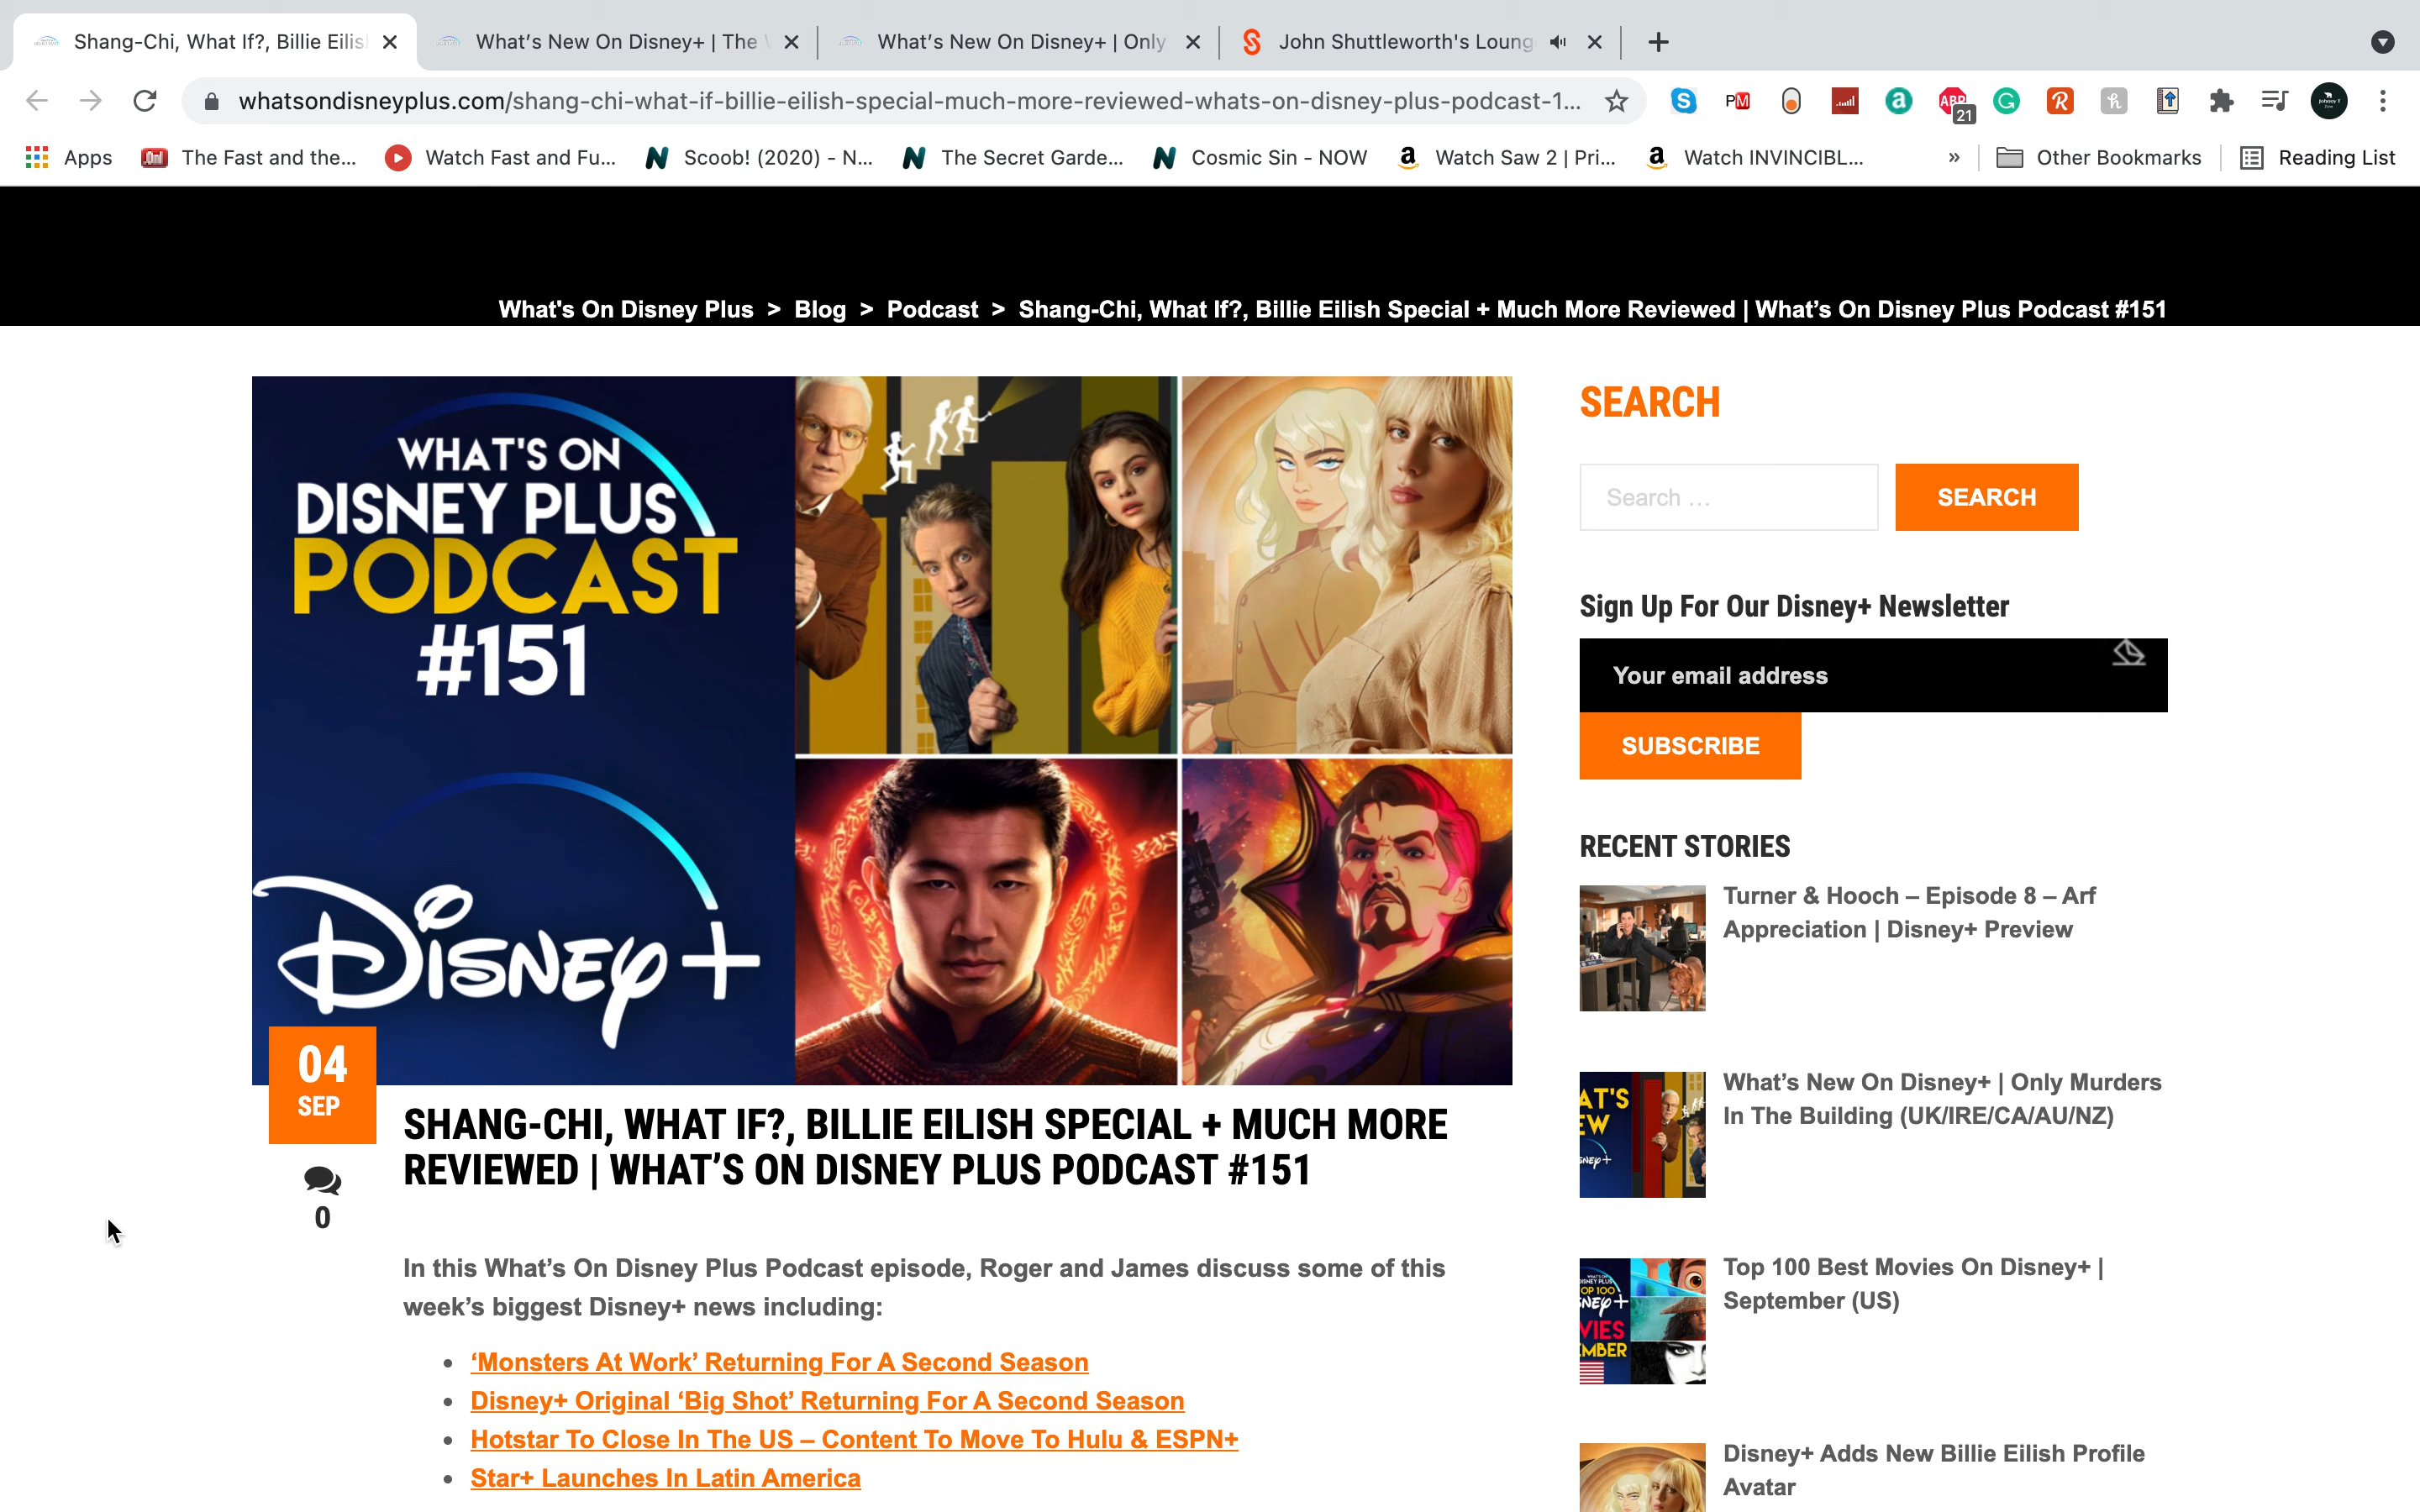 Shang-Chi, What If?, Billie Eilis
What's New On Disney+ | The
What's New On Disney+ | Only
John Shuttleworth's Loung
whatsondisneyplus.com/shang-chi-what-if-billie-eilish-special-much-more-reviewed-whats-on-disney-plus-podcast-1...
ABP
21
Apps
The Fast and the...
Watch Fast and Fu...
Scoob! (2020) - N...
The Secret Garde...
Cosmic Sin - NOW
Watch Saw 2 | Pri...
Watch INVINCIBL...
»
Other Bookmarks
Reading List
What's On Disney Plus > Blog > Podcast > Shang-Chi, What If?, Billie Eilish Special + Much More Reviewed | What's On Disney Plus Podcast #151
WHAT'S ON
DISNEY PLUS
PODCAST
#151
Disney+
04
SEP
0
SHANG-CHI, WHAT IF?, BILLIE EILISH SPECIAL + MUCH MORE
REVIEWED | WHAT'S ON DISNEY PLUS PODCAST #151
In this What's On Disney Plus Podcast episode, Roger and James discuss some of this
week's biggest Disney+ news including:
• 'Monsters At Work' Returning For A Second Season
• Disney+ Original 'Big Shot' Returning For A Second Season
• Hotstar To Close In The US – Content To Move To Hulu & ESPN+
• Star+ Launches In Latin America
SEARCH
Search ...
SEARCH
Sign Up For Our Disney+ Newsletter
Your email address
SUBSCRIBE
RECENT STORIES
Turner & Hooch – Episode 8 – Arf
Appreciation | Disney+ Preview
What's New On Disney+ | Only Murders
In The Building (UK/IRE/CA/AU/NZ)
Top 100 Best Movies On Disney+ |
September (US)
Disney+ Adds New Billie Eilish Profile
Avatar